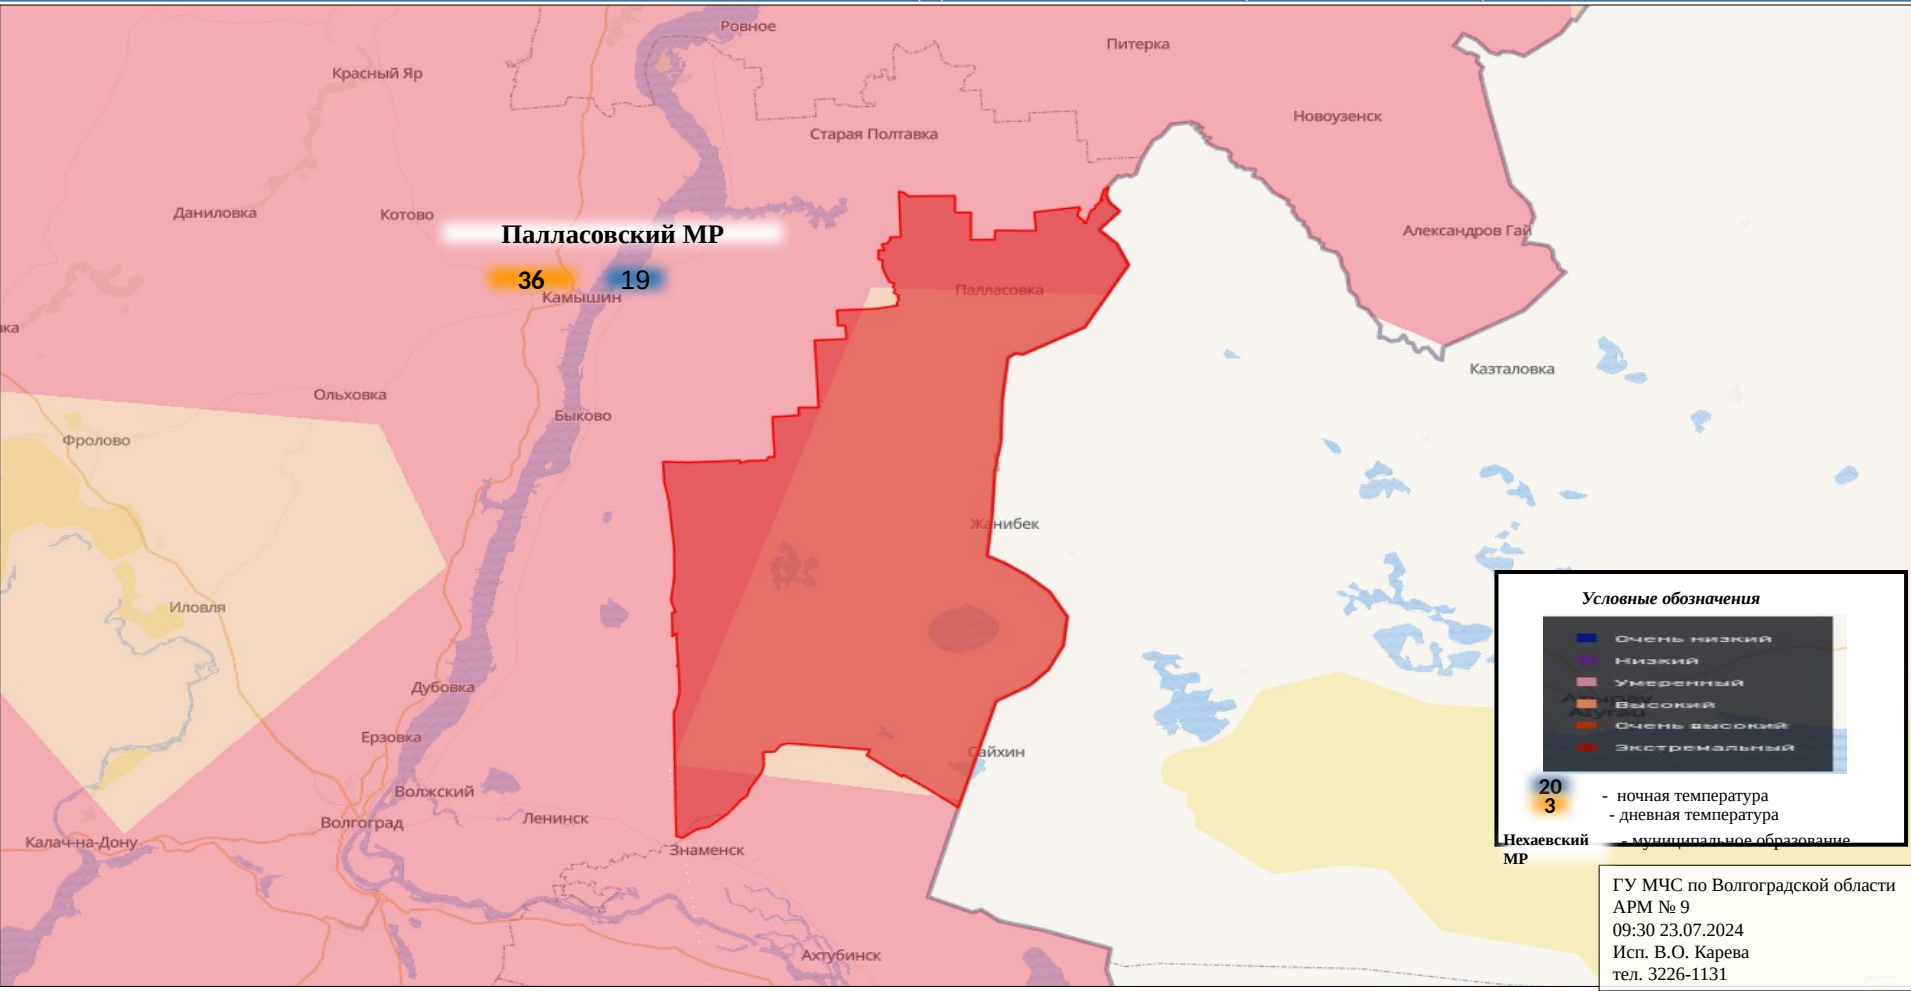 Ровное
Питерка
Красный Яр
Новоузенск
Старая Полтавка
Даниловка
Котово
Александров Гай
Палласовский МР
36
19
Камышин
Палласовка
вка
Казталовка
Ольховка
Быково
Фролово
Жанибек
Иловля
Дубовка
Ерзовка
Сайхин
Волжский
Волгоград
Ленинск
Калач-на-Дону
Знаменск
Ахтубинск
Условные обозначения
Очень низкий
Низкий
Умеренный
Высокий
Очень высокий
Экстремальный
Атырау
Atyrau
20
3
- ночная температура
- дневная температура
Нехаевский
МР
- муниципальное образование
ГУ МЧС по Волгоградской области
АРМ № 9
09:30 23.07.2024
Исп. В.О. Карева
тел. 3226-1131